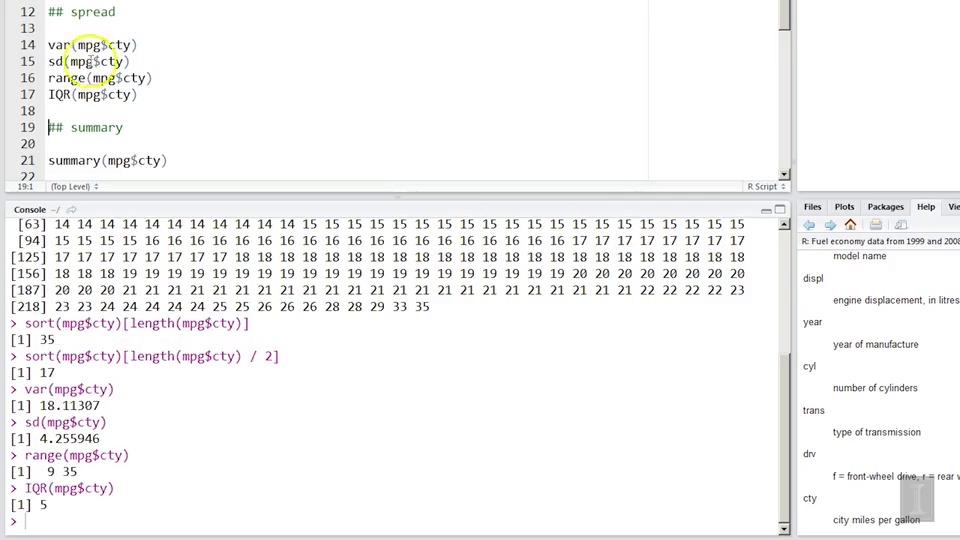 12 ## spread
13
14 var(mpg$cty)
15 sd(mpg$cty)
16 range(mpg$cty)
17 IQR(mpg$cty)
18
19 ## summary
20
21 summary(mpg$cty)
22
19:1 (Top Level) R Script
Console ~/
[63] 14 14 14 14 14 14 14 14 14 14 14 15 15 15 15 15 15 15 15 15 15 15 15 15 15 15 15 15 15 15 15
[94] 15 15 15 15 16 16 16 16 16 16 16 16 16 16 16 16 16 16 16 16 16 16 16 17 17 17 17 17 17 17 17
[125] 17 17 17 17 17 17 17 17 18 18 18 18 18 18 18 18 18 18 18 18 18 18 18 18 18 18 18 18 18 18 18
[156] 18 18 18 19 19 19 19 19 19 19 19 19 19 19 19 19 19 19 19 19 19 19 19 20 20 20 20 20 20 20 20
[187] 20 20 20 21 21 21 21 21 21 21 21 21 21 21 21 21 21 21 21 21 21 21 21 21 21 21 22 22 22 22 23
[218] 23 23 24 24 24 24 24 25 25 26 26 26 28 28 29 33 35
> sort(mpg$cty)[length(mpg$cty)]
[1] 35
> sort(mpg$cty)[length(mpg$cty) / 2]
[1] 17
> var(mpg$cty)
[1] 18.11307
> sd(mpg$cty)
[1] 4.255946
> range(mpg$cty)
[1] 9 35
> IQR(mpg$cty)
[1] 5
>
Files Plots Packages Help Vie
R: Fuel economy data from 1999 and 2008
model name
displ
engine displacement, in litres
year
year of manufacture
cyl
number of cylinders
trans
type of transmission
drv
f = front-wheel drive, r = rear w
cty
city miles per gallon